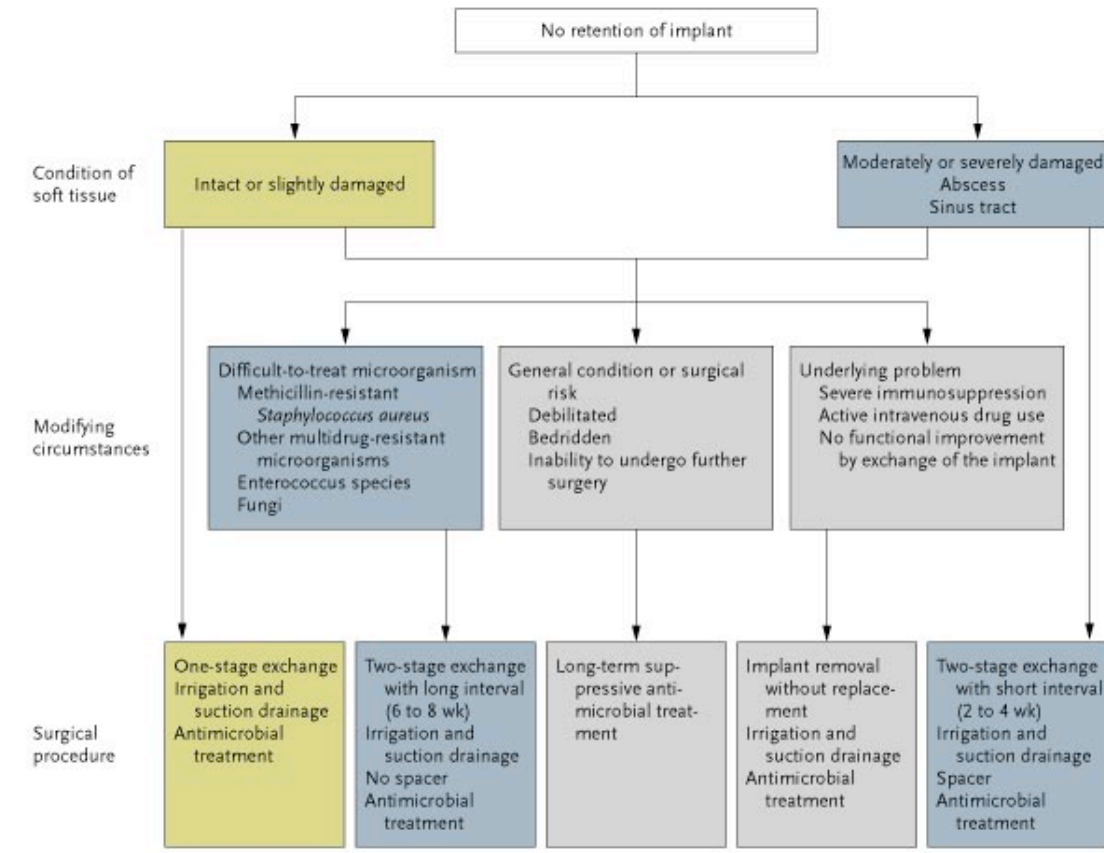 No retention of implant
Condition of
soft tissue
Intact or slightly damaged
Moderately or severely damaged
Abscess
Sinus tract
Modifying
circumstances
Difficult-to-treat microorganism
Methicillin-resistant
Staphylococcus aureus
Other multidrug-resistant
microorganisms
Enterococcus species
Fungi
General condition or surgical
risk
Debilitated
Bedridden
Inability to undergo further
surgery
Underlying problem
Severe immunosuppression
Active intravenous drug use
No functional improvement
by exchange of the implant
Surgical
procedure
One-stage exchange
Irrigation and
suction drainage
Antimicrobial
treatment
Two-stage exchange
with long interval
(6 to 8 wk)
Irrigation and
suction drainage
No spacer
Antimicrobial
treatment
Long-term sup-
pressive anti-
microbial treat-
ment
Implant removal
without replace-
ment
Irrigation and
suction drainage
Antimicrobial
treatment
Two-stage exchange
with short interval
(2 to 4 wk)
Irrigation and
suction drainage
Spacer
Antimicrobial
treatment